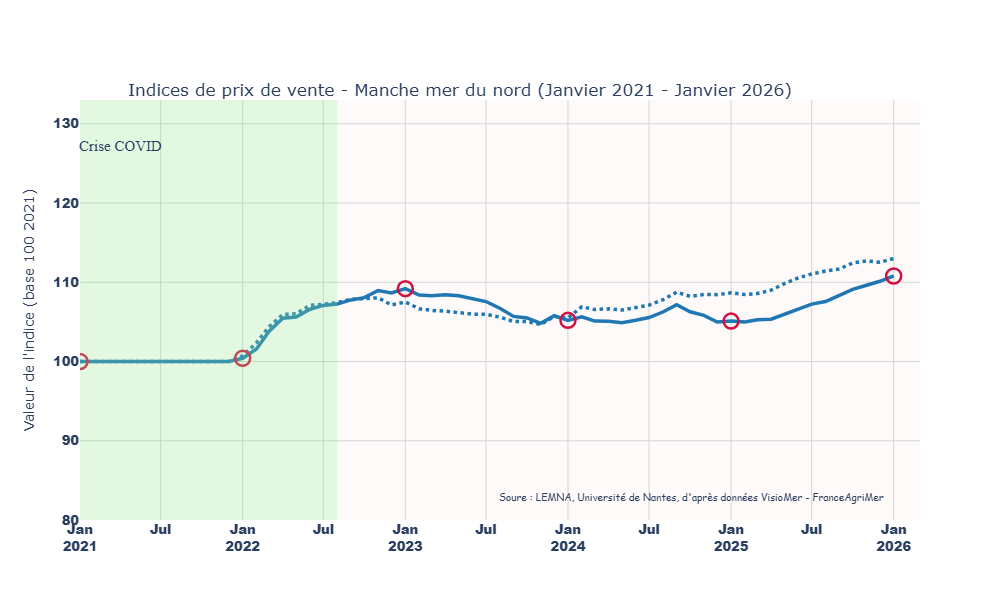 Indices de prix de vente - Manche mer du nord (Janvier 2021 - Janvier 2026)
Valeur de l'indice (base 100 2021)
130
120
110
100
90
80
Crise COVID
Soure : LEMNA, Université de Nantes, d'après données VisioMer - FranceAgriMer
Jan Jul Jan Jul Jan Jul Jan Jul Jan Jul Jan
2021 2022 2023 2024 2025 2026